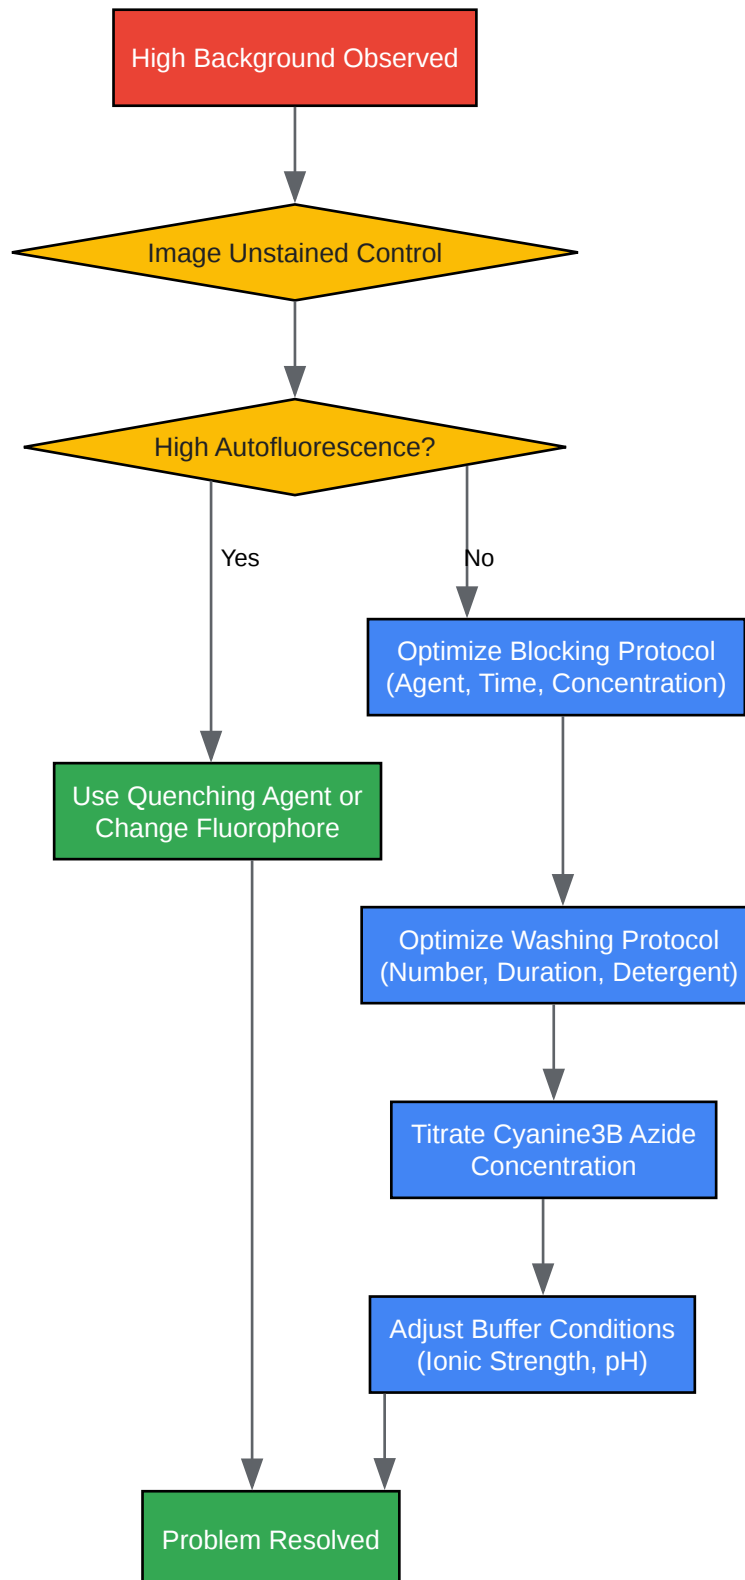 High Background Observed
Image Unstained Control
High Autofluorescence?
Yes
No
Optimize Blocking Protocol
(Agent, Time, Concentration)
Use Quenching Agent or
Change Fluorophore
Optimize Washing Protocol
(Number, Duration, Detergent)
Titrate Cyanine3B Azide
Concentration
Adjust Buffer Conditions
(Ionic Strength, pH)
Problem Resolved